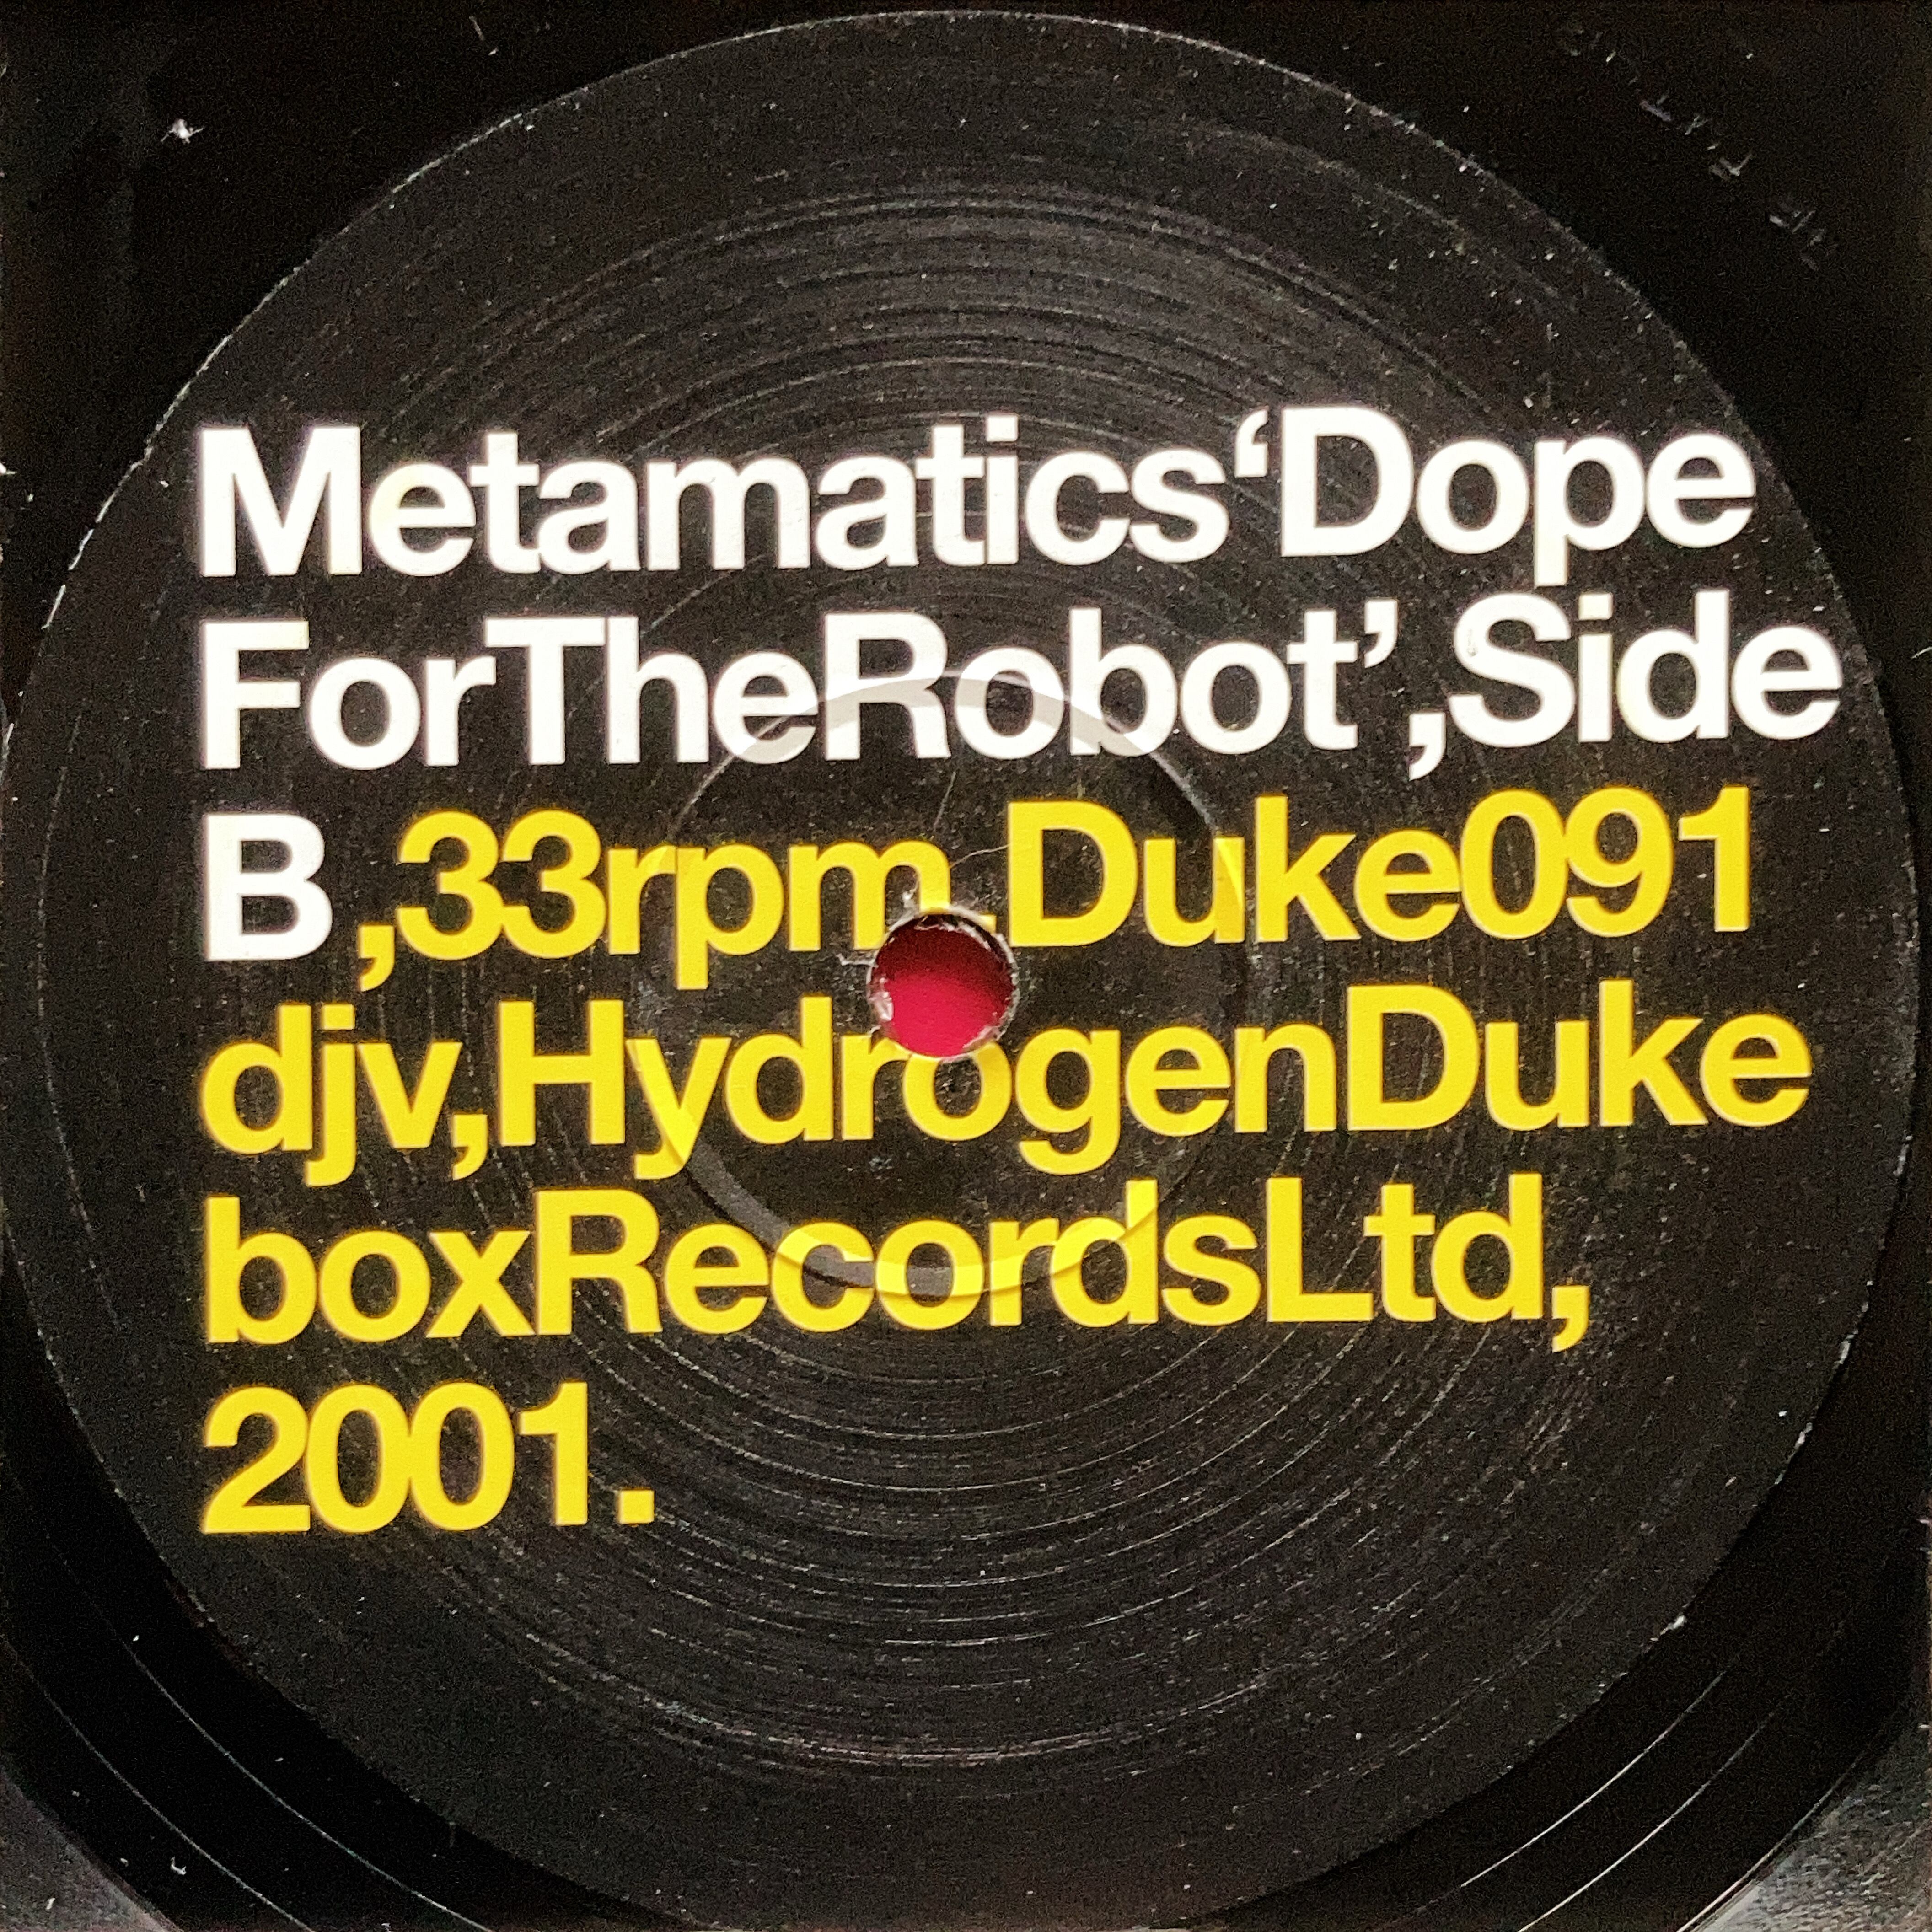 Metamatics‘Dope
ForTheRobot’,Side
B,33rpm.Duke091
djv,HydrogenDuke
boxRecordsLtd,
2001.